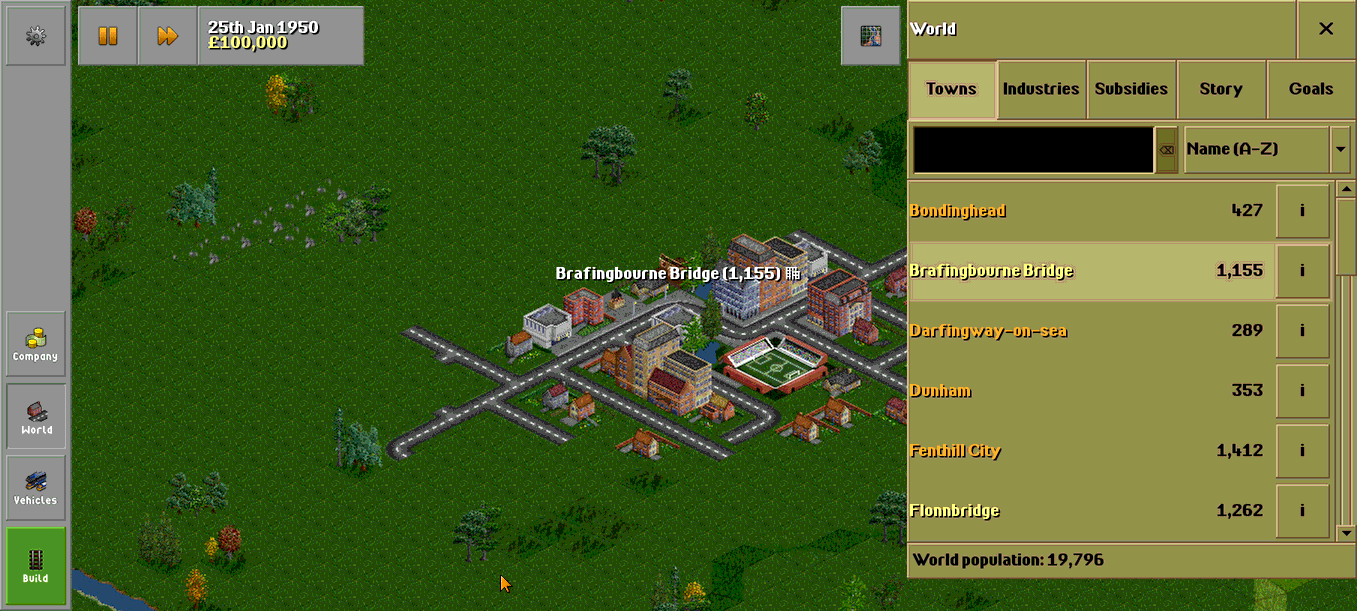 25th Jan 1950
£100,000
Company
World
Vehicles
Build
Brafingbourne Bridge (1,155)
World
Towns Industries Subsidies Story Goals
Name (A-Z)
Bondinghead 427 i
Brafingbourne Bridge 1,155 i
Darfingway-on-sea 289 i
Dunham 353 i
Fenthill City 1,412 i
Flonnbridge 1,262 i
World population: 19,796